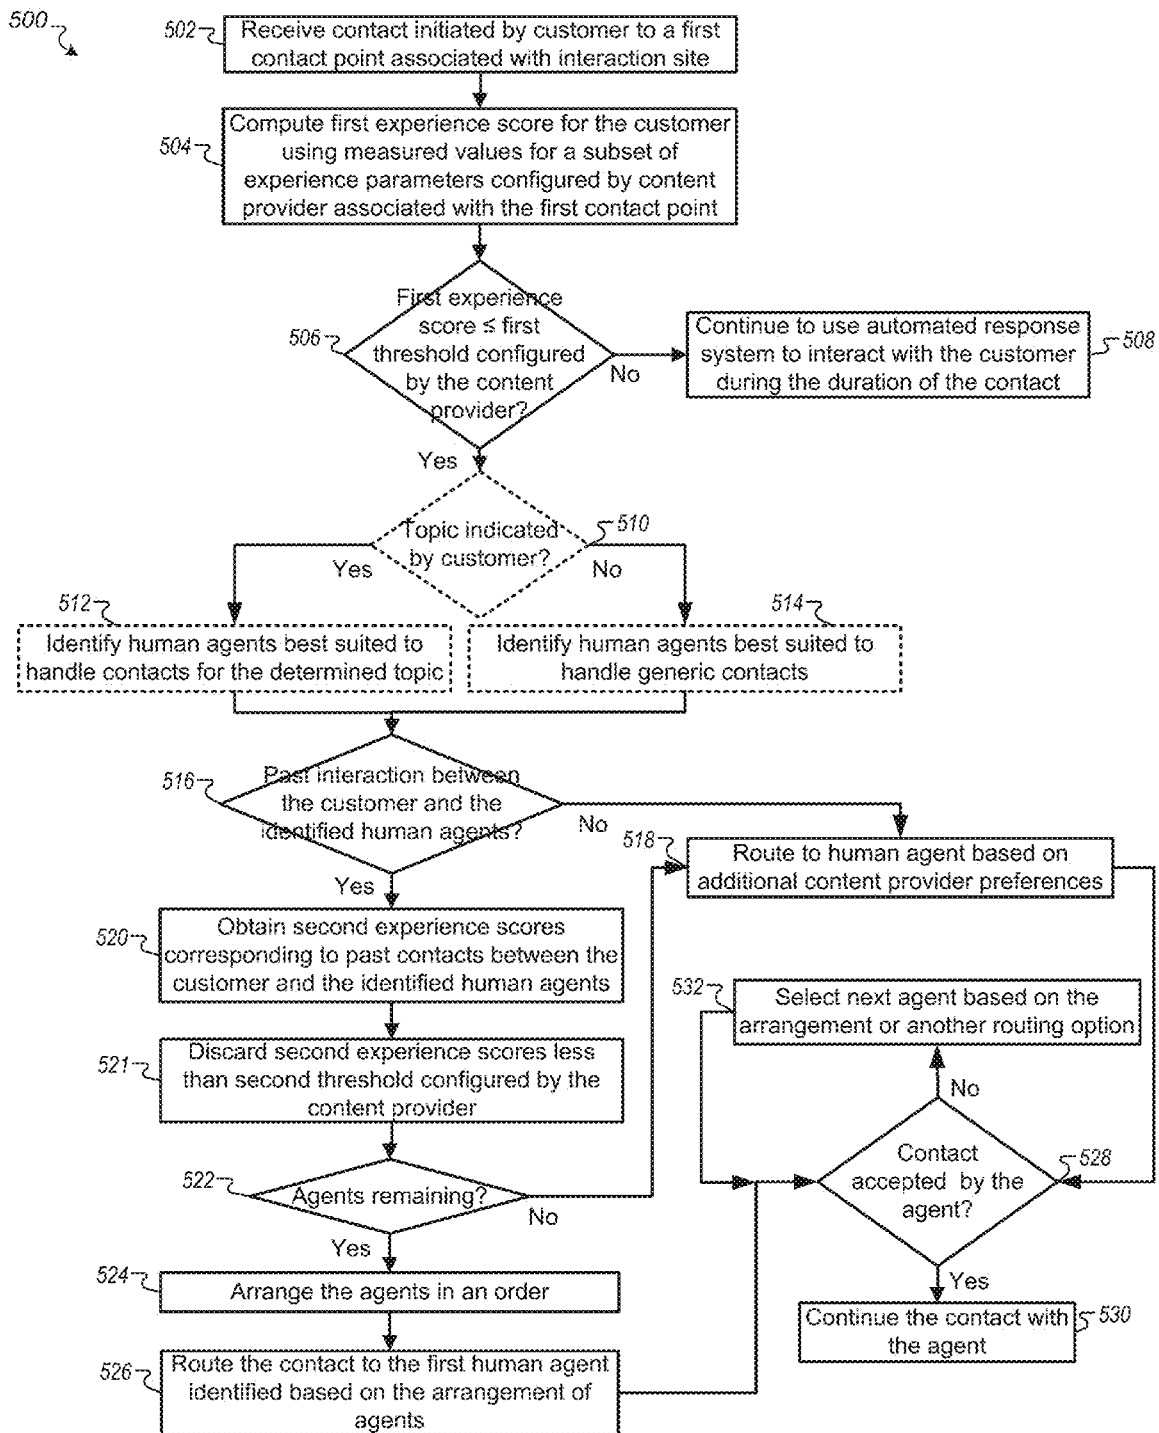 500
502
Receive contact initiated by customer to a first
contact point associated with interaction site
504
Compute first experience score for the customer
using measured values for a subset of
experience parameters configured by content
provider associated with the first contact point
506
First experience
score ≤ first
threshold configured
by the content
provider?
No
Continue to use automated response
system to interact with the customer
during the duration of the contact
508
Yes
Topic indicated
by customer?
510
Yes
No
512
Identify human agents best suited to
handle contacts for the determined topic
514
Identify human agents best suited to
handle generic contacts
516
Past interaction between
the customer and the
identified human agents?
No
518
Route to human agent based on
additional content provider preferences
Yes
520
Obtain second experience scores
corresponding to past contacts between the
customer and the identified human agents
532
Select next agent based on the
arrangement or another routing option
521
Discard second experience scores less
than second threshold configured by the
content provider
No
Contact
accepted by the
agent?
528
522
Agents remaining?
No
Yes
Yes
524
Arrange the agents in an order
Continue the contact with
the agent
530
526
Route the contact to the first human agent
identified based on the arrangement of
agents